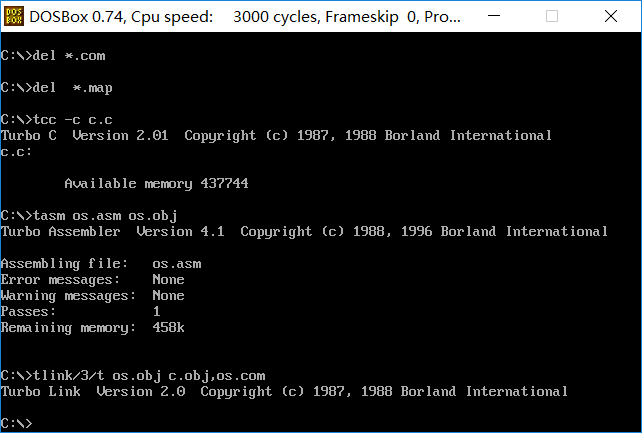 DOS BOX
DOSBox 0.74, Cpu speed: 3000 cycles, Frameskip 0, Pro...
C:\>del *.com
C:\>del *.map
C:\>tcc -c c.c
Turbo C Version 2.01 Copyright (c) 1987, 1988 Borland International
c.c:
Available memory 437744
C:\>tasm os.asm os.obj
Turbo Assembler Version 4.1 Copyright (c) 1988, 1996 Borland International
Assembling file: os.asm
Error messages: None
Warning messages: None
Passes: 1
Remaining memory: 458k
C:\>tlink/3/t os.obj c.obj,os.com
Turbo Link Version 2.0 Copyright (c) 1987, 1988 Borland International
C:\>